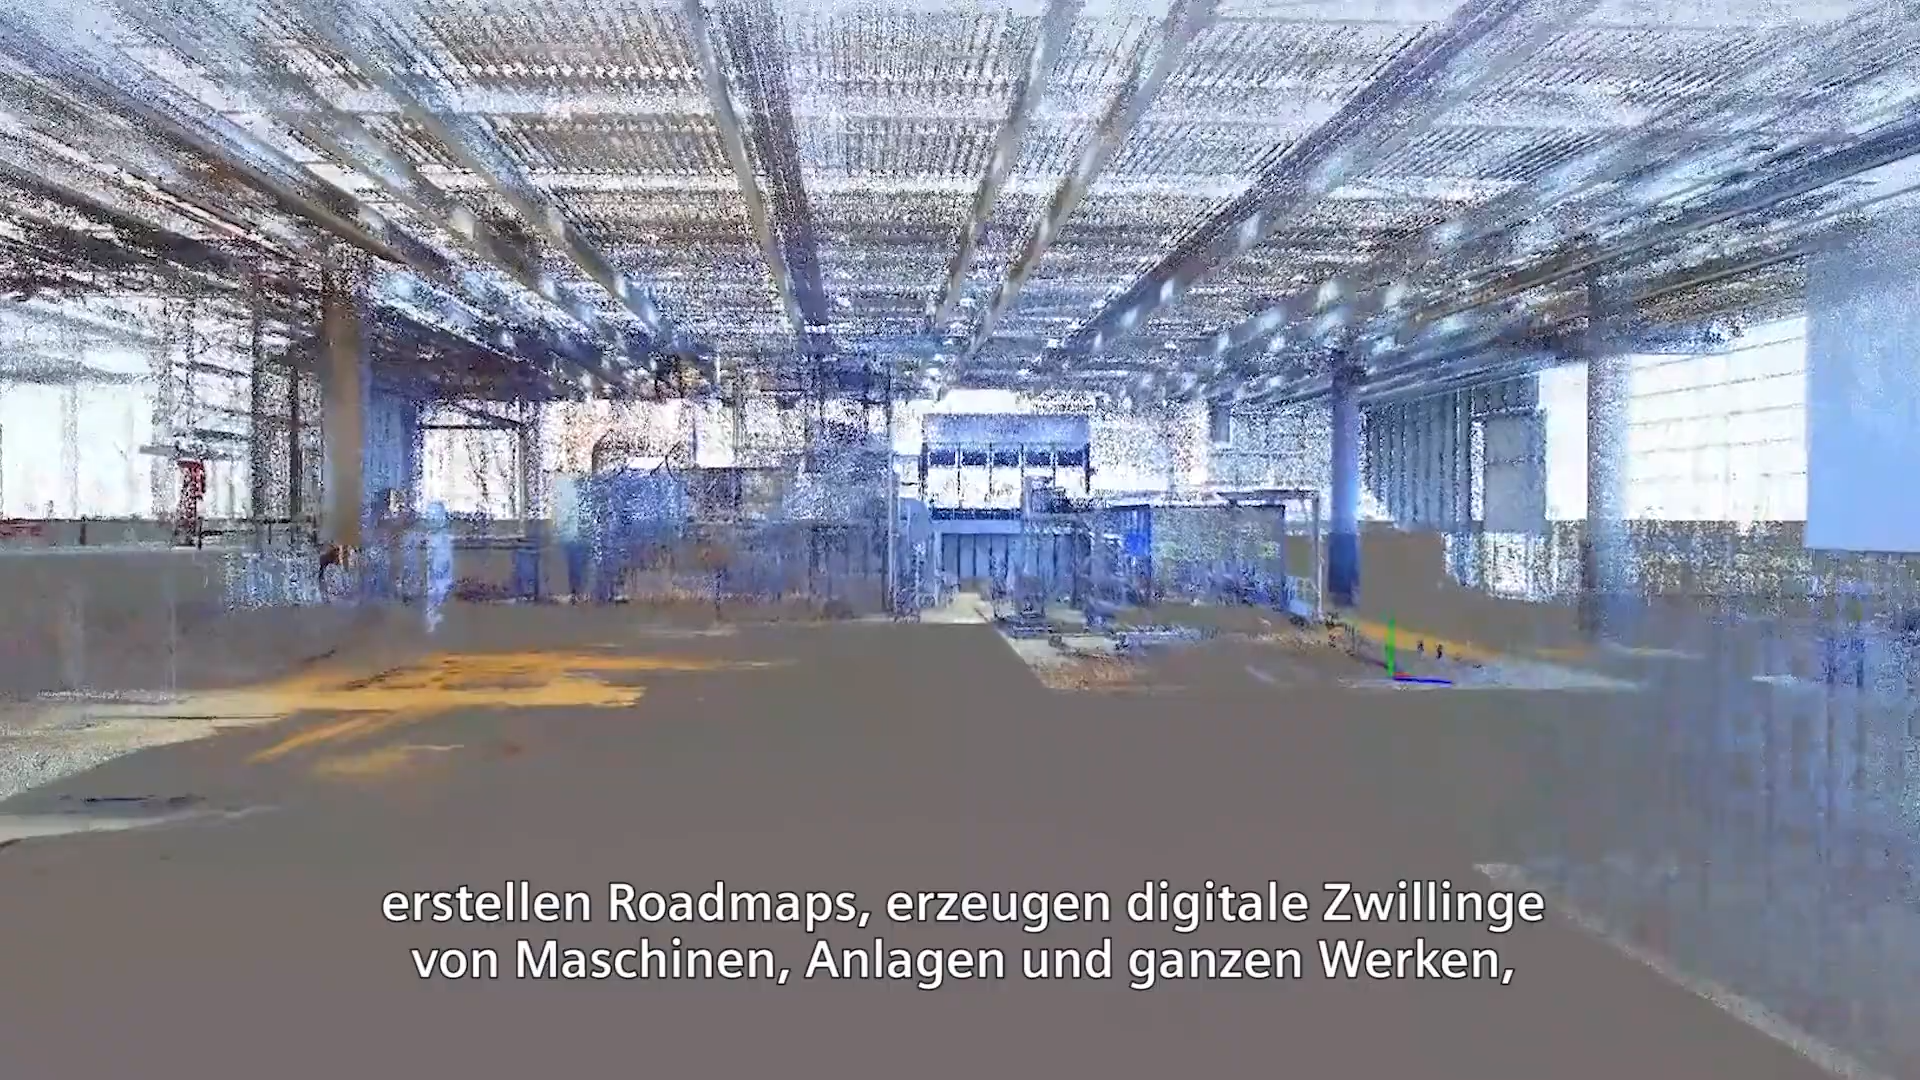 erstellen Roadmaps, erzeugen digitale Zwillinge
von Maschinen, Anlagen und ganzen Werken,